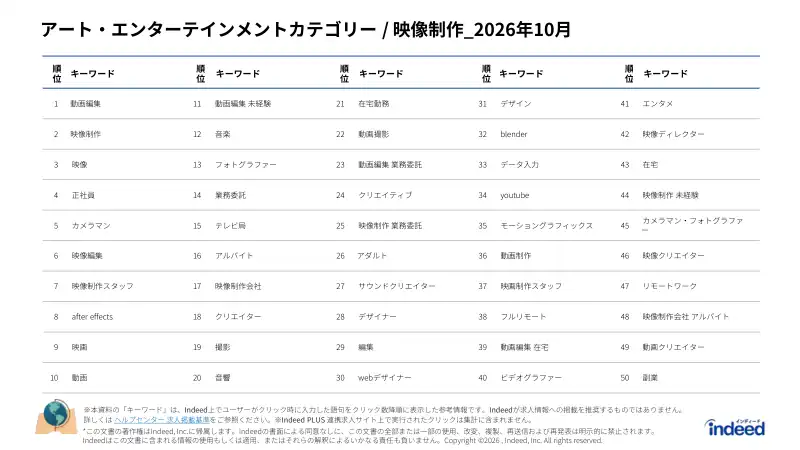 アート・エンターテインメントカテゴリー / 映像制作_2026年10月
順位 キーワード 順位 キーワード 順位 キーワード 順位 キーワード 順位 キーワード
1 動画編集 11 動画編集 未経験 21 在宅勤務 31 デザイン 41 エンタメ
2 映像制作 12 音楽 22 動画撮影 32 blender 42 映像ディレクター
3 映像 13 フォトグラファー 23 動画編集 業務委託 33 データ入力 43 在宅
4 正社員 14 業務委託 24 クリエイティブ 34 youtube 44 映像制作 未経験
5 カメラマン 15 テレビ局 25 映像制作 業務委託 35 モーショングラフィックス 45 カメラマン・フォトグラファー
6 映像編集 16 アルバイト 26 アダルト 36 動画制作 46 映像クリエイター
7 映像制作スタッフ 17 映像制作会社 27 サウンドクリエイター 37 映画制作スタッフ 47 リモートワーク
8 after effects 18 クリエイター 28 デザイナー 38 フルリモート 48 映像制作会社 アルバイト
9 映画 19 撮影 29 編集 39 動画編集 在宅 49 動画クリエイター
10 動画 20 音響 30 webデザイナー 40 ビデオグラファー 50 副業
※本資料の「キーワード」は、Indeed上でユーザーがクリック時に入力した語句をクリック数降順に表示した参考情報です。Indeedが求人情報への掲載を推奨するものではありません。
詳しくは ヘルプセンター 求人掲載基準をご参照ください。※Indeed PLUS 連携求人サイト上で実行されたクリックは集計に含まれません。
*この文書の著作権はIndeed, Inc.に帰属します。Indeedの書面による同意なしに、この文書の全部または一部の使用、改変、複製、再送信および再発表は明示的に禁止されます。
Indeedはこの文書に含まれる情報の使用もしくは適用、またはそれらの解釈によるいかなる責任も負いません。Copyright ©2026 , Indeed, Inc. All rights reserved.
インディード
indeed